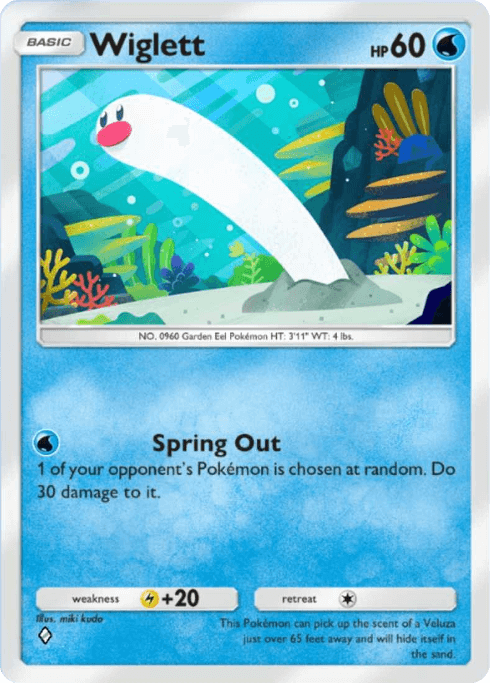 BASIC Wiglett HP 60
NO. 0960 Garden Eel Pokémon HT: 3'11" WT: 4 lbs.
Spring Out
1 of your opponent's Pokémon is chosen at random. Do
30 damage to it.
weakness +20 retreat
Illus. miki kudo
This Pokémon can pick up the scent of a Veluza
just over 65 feet away and will hide itself in
the sand.